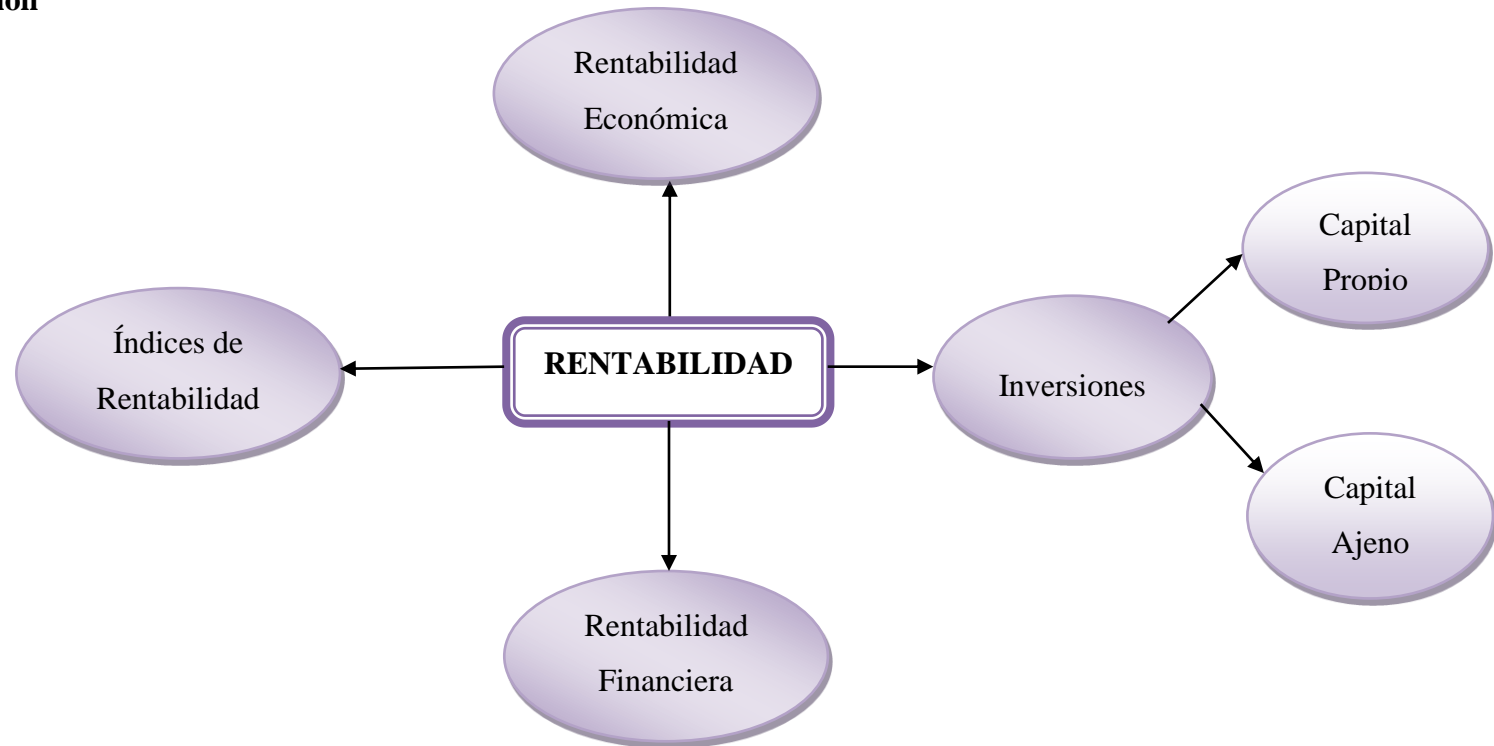 Rentabilidad
Económica
Capital
Propio
Índices de
Rentabilidad
RENTABILIDAD
Inversiones
Capital
Ajeno
Rentabilidad
Financiera